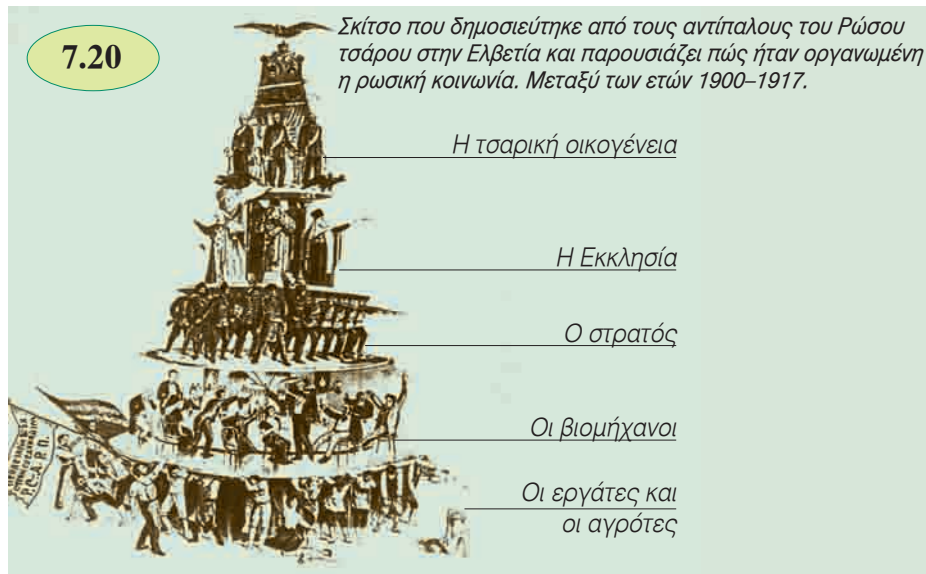 7.20
Σκίτσο που δημοσιεύτηκε από τους αντίπαλους του Ρώσου
τσάρου στην Ελβετία και παρουσιάζει πώς ήταν οργανωμένη
η ρωσική κοινωνία. Μεταξύ των ετών 1900–1917.
Η τσαρική οικογένεια
Η Εκκλησία
Ο στρατός
Οι βιομήχανοι
Οι εργάτες και
οι αγρότες